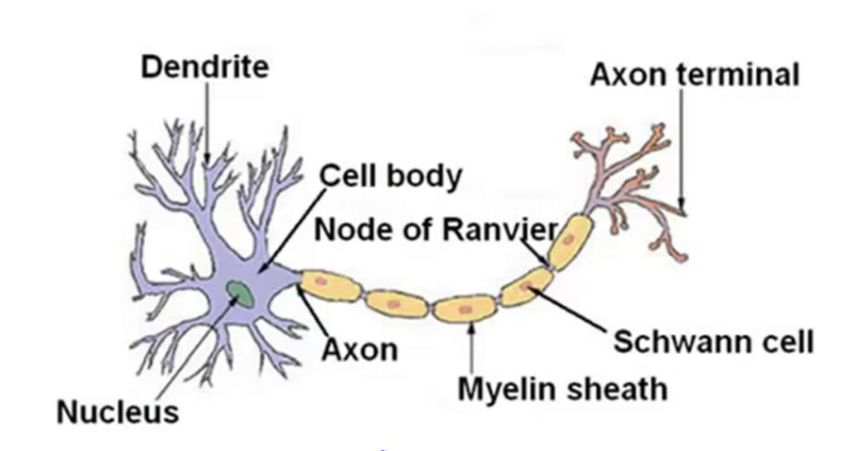 Dendrite
Axon terminal
Cell body
Node of Ranvier
Axon
Schwann cell
Myelin sheath
Nucleus